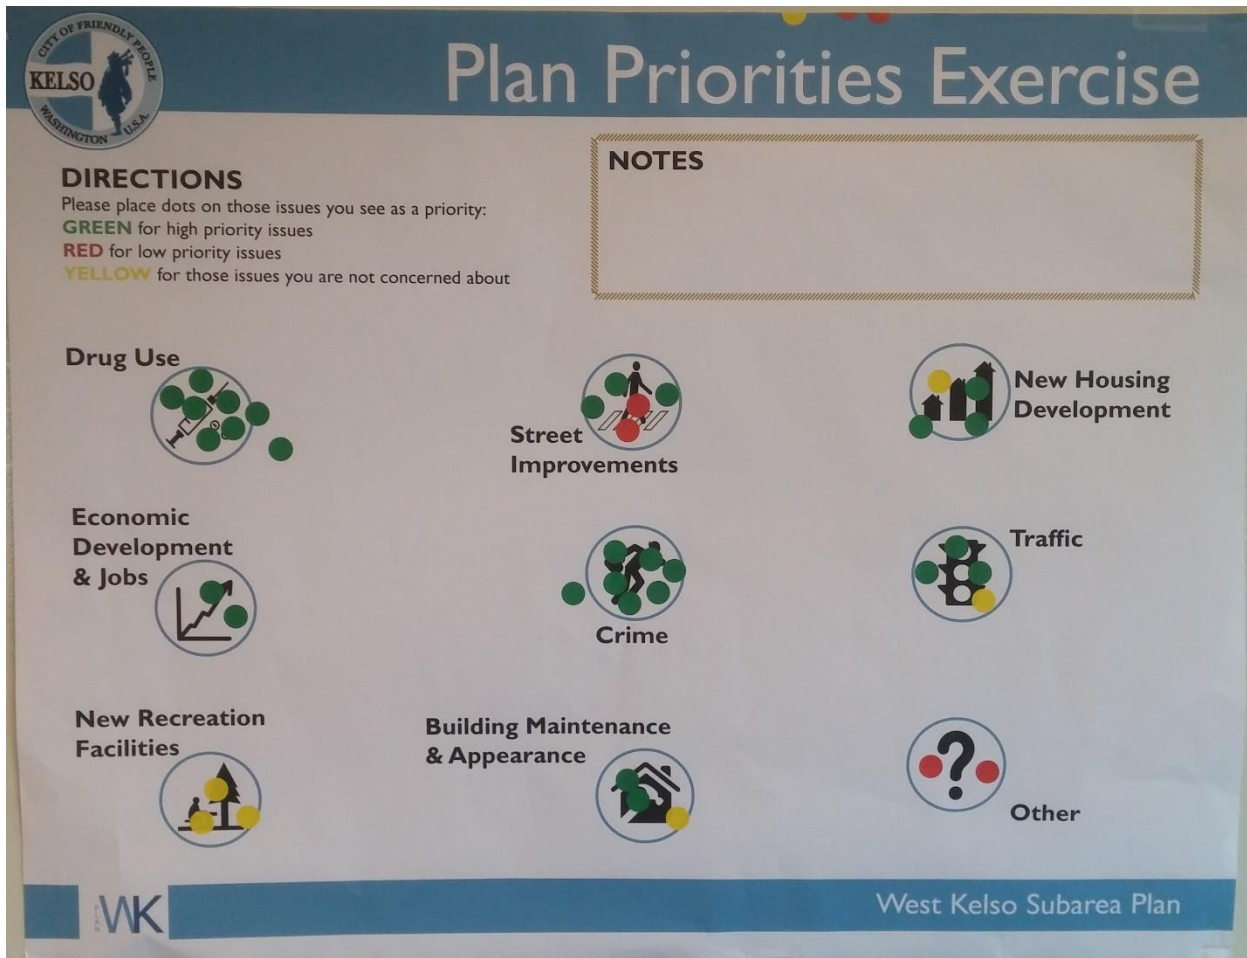 CITY OF FRIENDLY PEOPLE
KELSO
WASHINGTON U.S.A.
Plan Priorities Exercise
DIRECTIONS
Please place dots on those issues you see as a priority:
GREEN for high priority issues
RED for low priority issues
YELLOW for those issues you are not concerned about
NOTES
Drug Use
Street
Improvements
New Housing
Development
Economic
Development
& Jobs
Crime
Traffic
New Recreation
Facilities
Building Maintenance
& Appearance
?
Other
PLAN
WK
West Kelso Subarea Plan